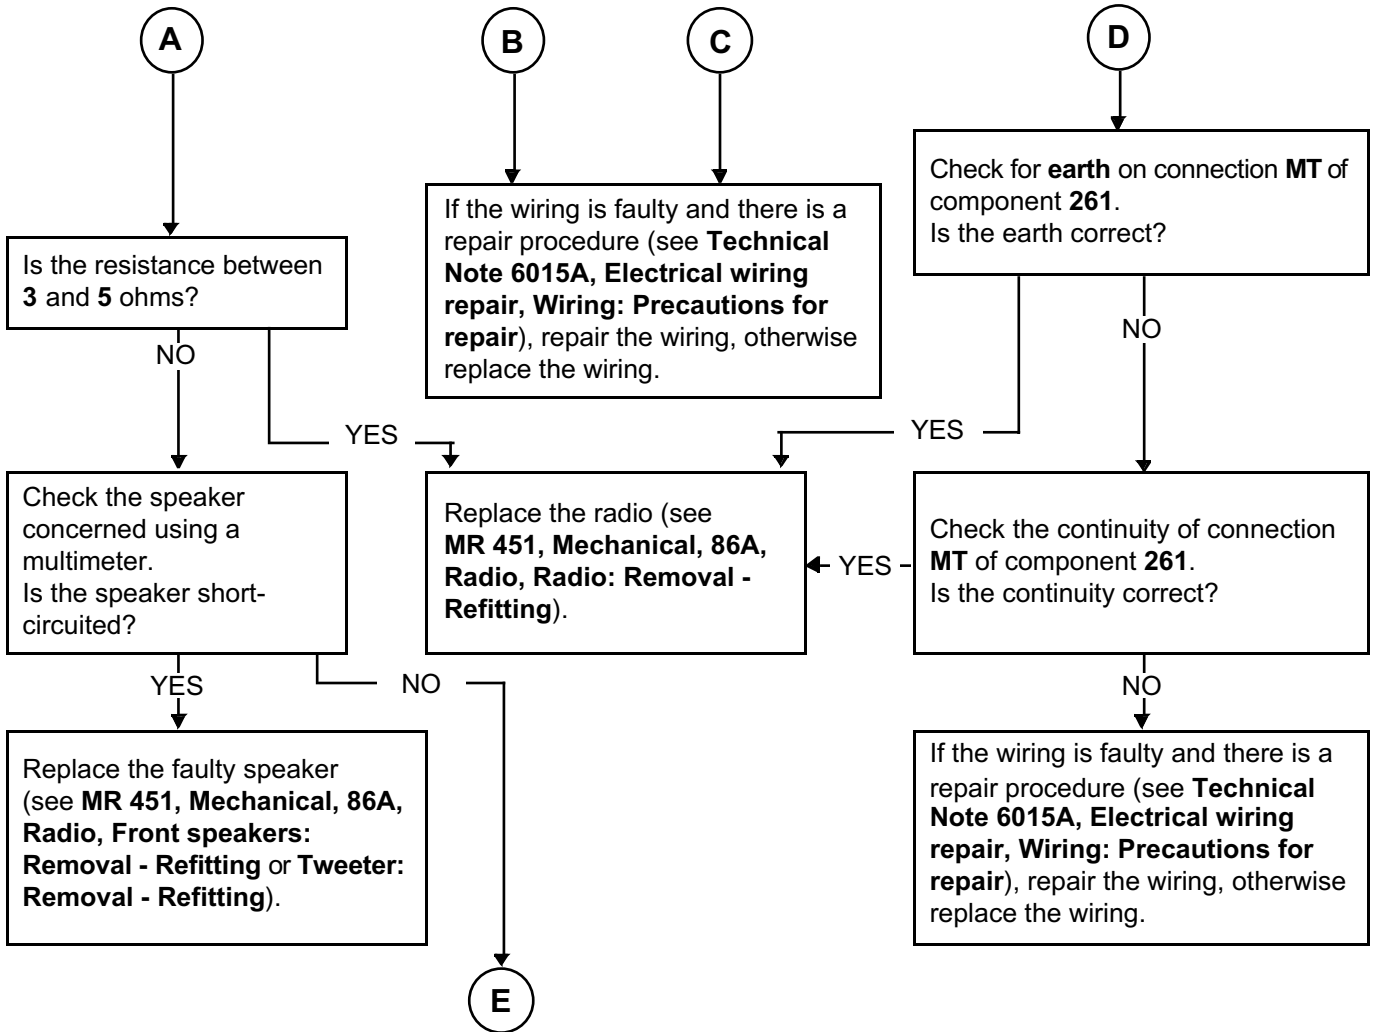 A
B
C
D
Is the resistance between
3 and 5 ohms?
NO
YES
If the wiring is faulty and there is a
repair procedure (see Technical
Note 6015A, Electrical wiring
repair, Wiring: Precautions for
repair), repair the wiring, otherwise
replace the wiring.
Check for earth on connection MT of
component 261.
Is the earth correct?
YES
NO
Check the speaker
concerned using a
multimeter.
Is the speaker short-
circuited?
YES
NO
Replace the radio (see
MR 451, Mechanical, 86A,
Radio, Radio: Removal -
Refitting).
YES
Check the continuity of connection
MT of component 261.
Is the continuity correct?
NO
Replace the faulty speaker
(see MR 451, Mechanical, 86A,
Radio, Front speakers:
Removal - Refitting or Tweeter:
Removal - Refitting).
If the wiring is faulty and there is a
repair procedure (see Technical
Note 6015A, Electrical wiring
repair, Wiring: Precautions for
repair), repair the wiring, otherwise
replace the wiring.
E